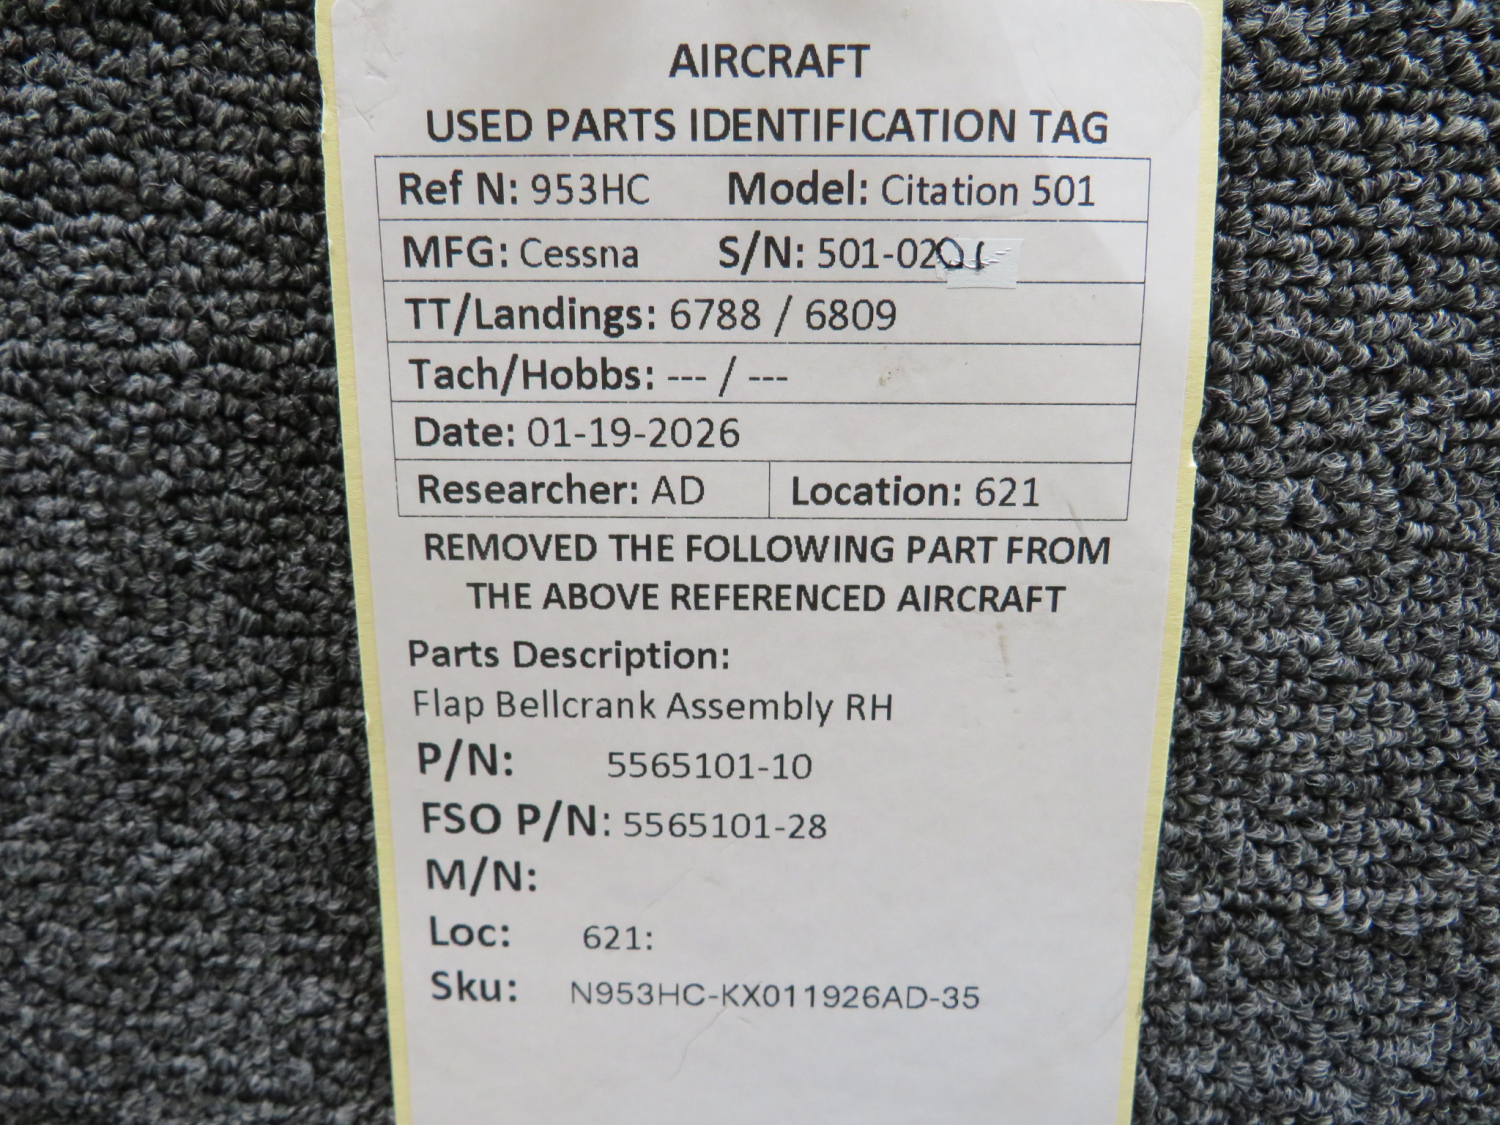 AIRCRAFT
USED PARTS IDENTIFICATION TAG
Ref N: 953HC Model: Citation 501
MFG: Cessna S/N: 501-0201
TT/Landings: 6788 / 6809
Tach/Hobbs: --- / ---
Date: 01-19-2026
Researcher: AD Location: 621
REMOVED THE FOLLOWING PART FROM
THE ABOVE REFERENCED AIRCRAFT
Parts Description:
Flap Bellcrank Assembly RH
P/N: 5565101-10
FSO P/N: 5565101-28
M/N:
Loc: 621:
Sku: N953HC-KX011926AD-35